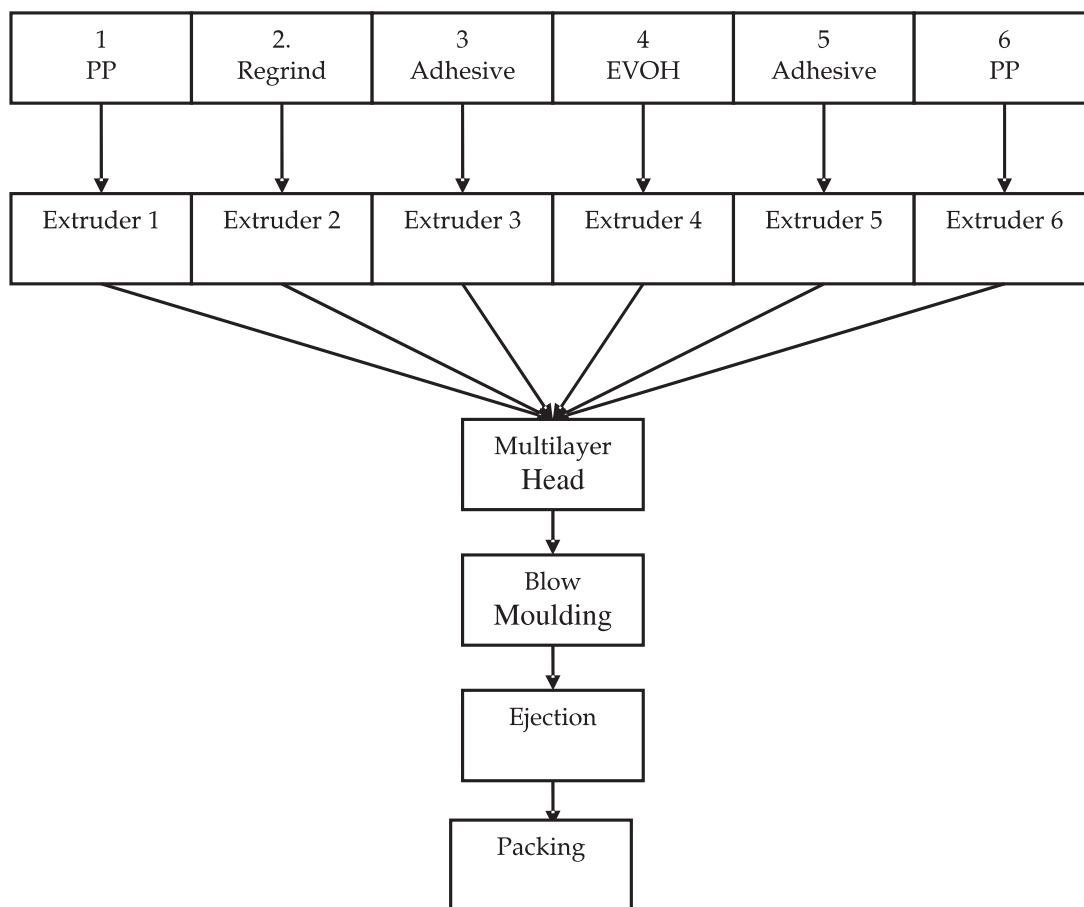 1
PP
2.
Regrind
3
Adhesive
4
EVOH
5
Adhesive
6
PP
Extruder 1
Extruder 2
Extruder 3
Extruder 4
Extruder 5
Extruder 6
Multilayer
Head
Blow
Moulding
Ejection
Packing